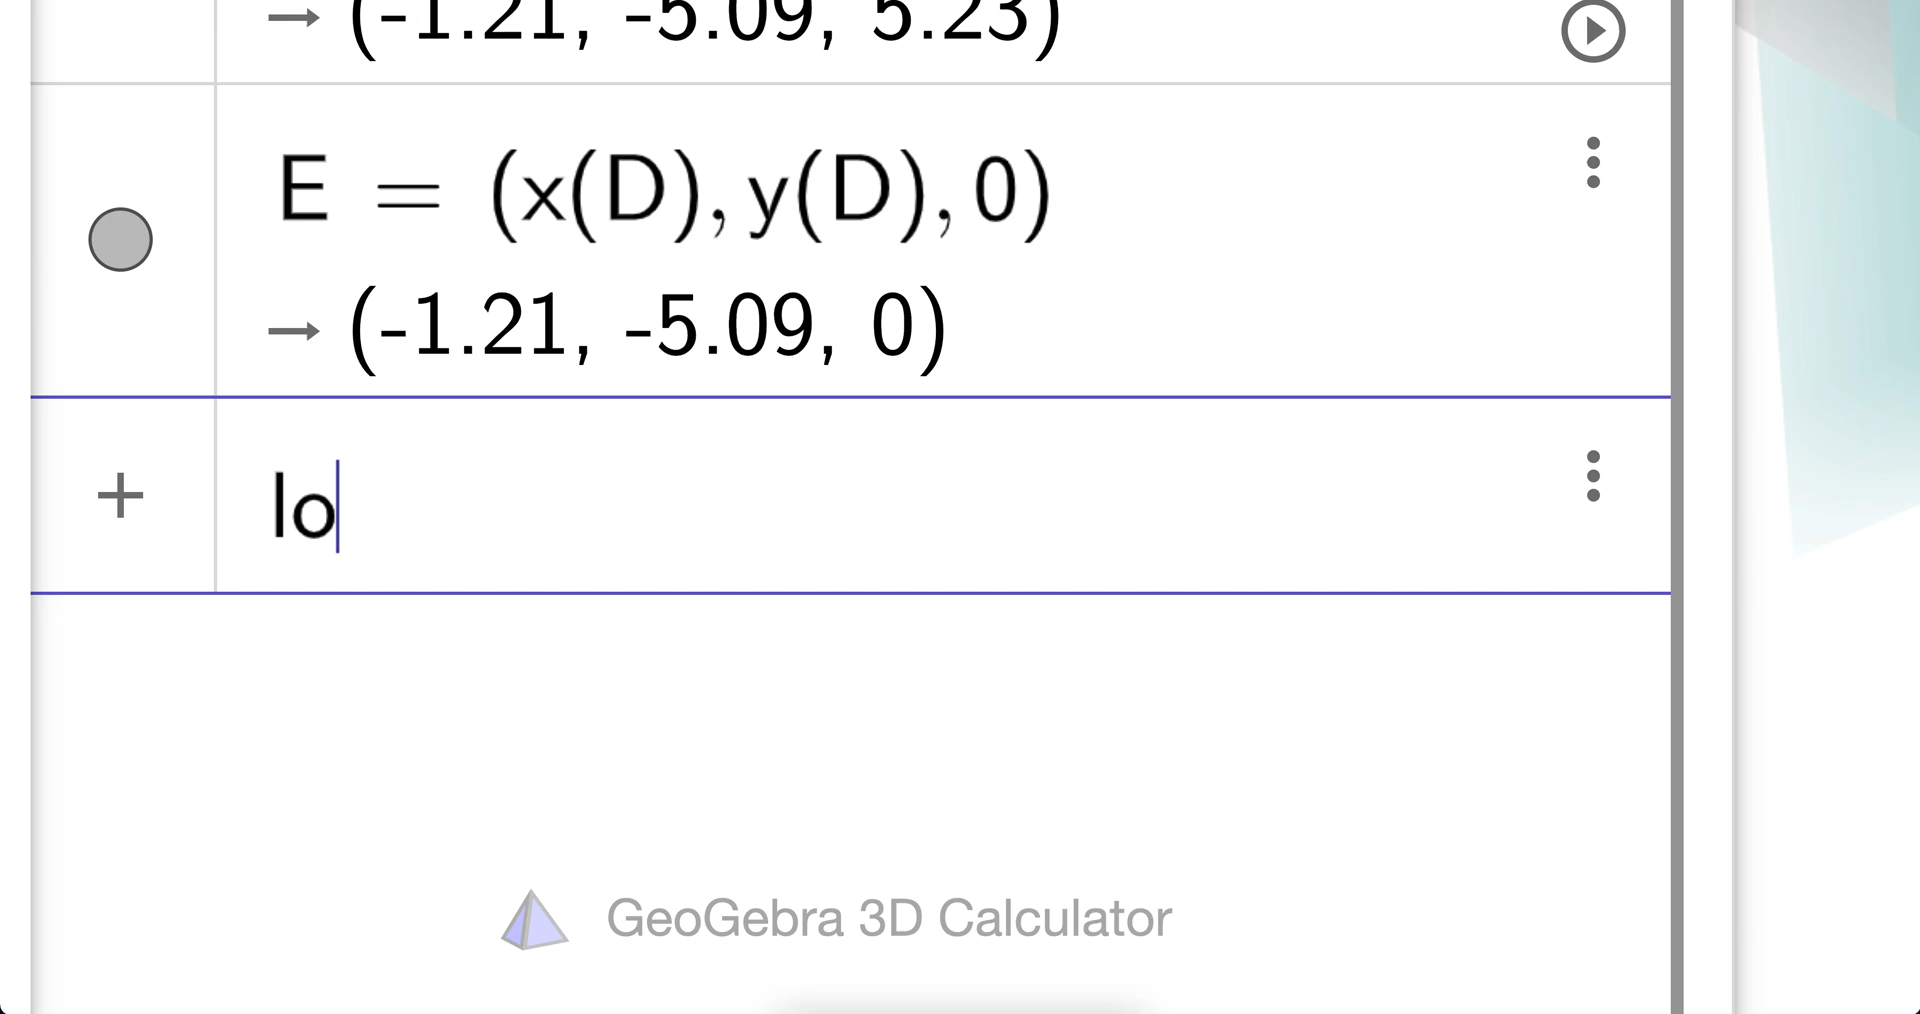 → (-1.21, -5.09, 5.23)
E = (x(D), y(D), 0)
→ (-1.21, -5.09, 0)
+ lo
GeoGebra 3D Calculator